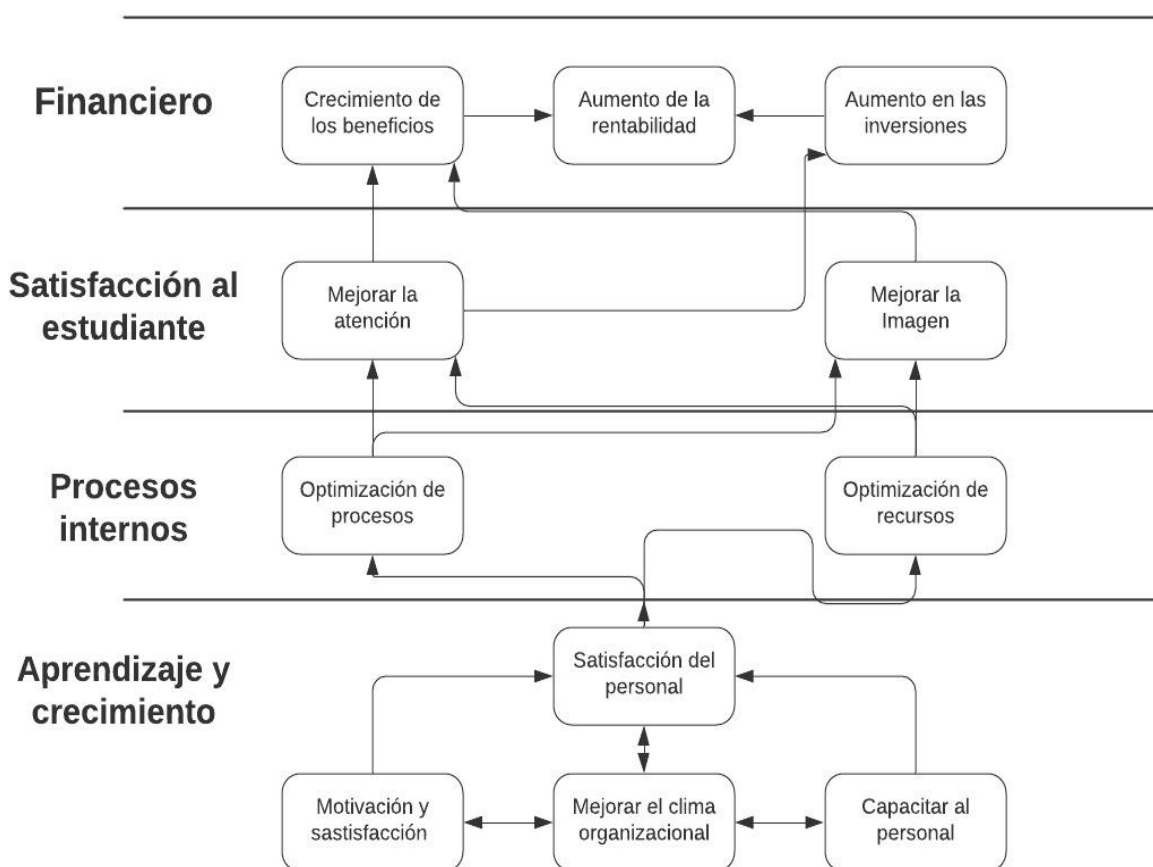 Financiero
Crecimiento de
los beneficios
Aumento de la
rentabilidad
Aumento en las
inversiones
Satisfacción al
estudiante
Mejorar la
atención
Mejorar la
Imagen
Procesos
internos
Optimización de
procesos
Optimización de
recursos
Aprendizaje y
crecimiento
Satisfacción del
personal
Motivación y
sastisfacción
Mejorar el clima
organizacional
Capacitar al
personal